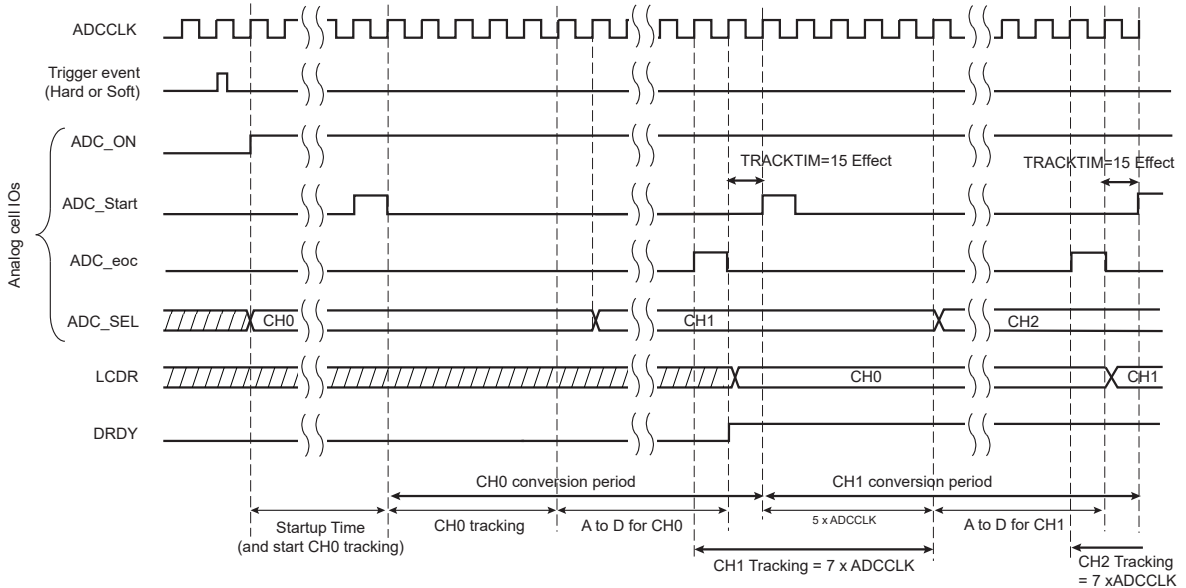 ADCCLK
Trigger event
(Hard or Soft)
Analog cell IOs
ADC_ON
TRACKTIM=15 Effect
TRACKTIM=15 Effect
ADC_Start
ADC_eoc
ADC_SEL
CH0
CH1
CH2
LCDR
CH0
CH1
DRDY
CH0 conversion period
CH1 conversion period
Startup Time
(and start CH0 tracking)
CH0 tracking
A to D for CH0
5 x ADCCLK
A to D for CH1
CH1 Tracking = 7 x ADCCLK
CH2 Tracking
= 7 xADCCLK